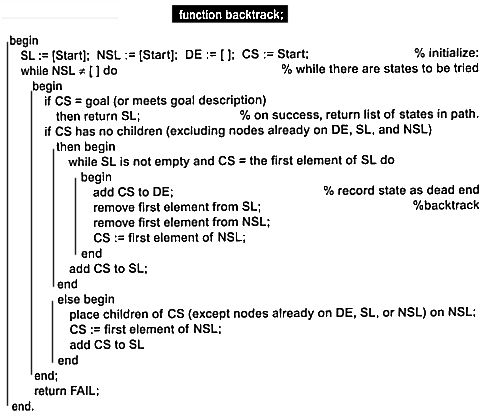 function backtrack;
begin
SL := [Start]; NSL := [Start]; DE := [ ]; CS := Start; % initialize:
while NSL ≠ [ ] do % while there are states to be tried
begin
if CS = goal (or meets goal description)
then return SL; % on success, return list of states in path.
if CS has no children (excluding nodes already on DE, SL, and NSL)
then begin
while SL is not empty and CS = the first element of SL do
begin
add CS to DE; % record state as dead end
remove first element from SL; %backtrack
remove first element from NSL;
CS := first element of NSL;
end
add CS to SL;
end
else begin
place children of CS (except nodes already on DE, SL, or NSL) on NSL;
CS := first element of NSL;
add CS to SL
end
end;
return FAIL;
end.